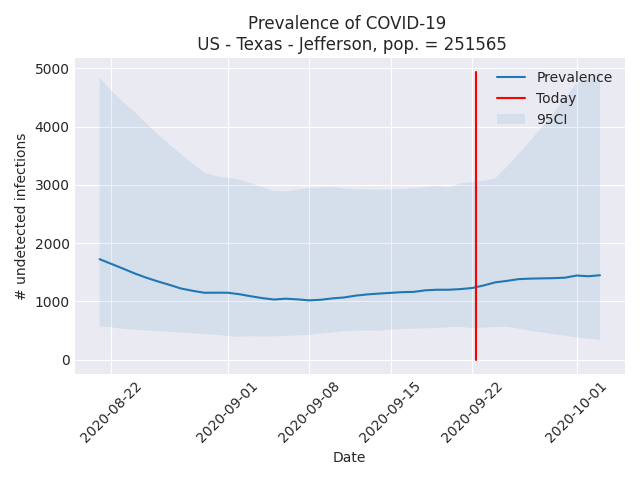 Prevalence of COVID-19
US - Texas - Jefferson, pop. = 251565
Prevalence
Today
95CI
5000
4000
3000
2000
1000
0
# undetected infections
2020-08-22
2020-09-01
2020-09-08
2020-09-15
2020-09-22
2020-10-01
Date